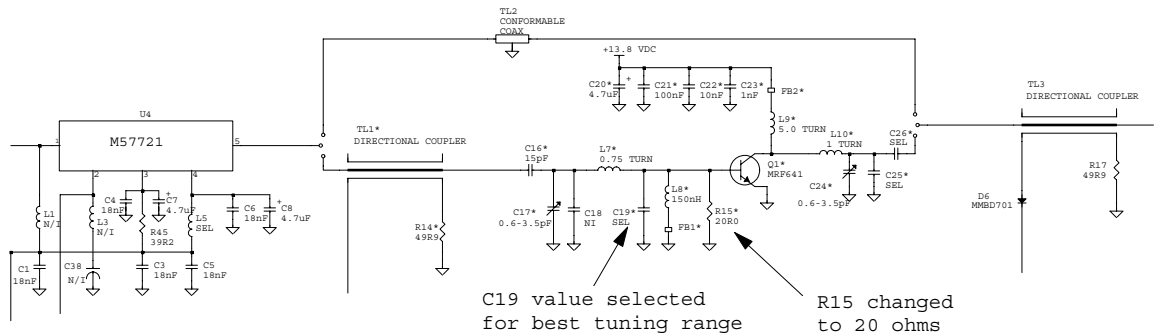 TL2
CONFORMABLE
COAX
+13.8 VDC
C20*
4.7uF
+
C21*
100nF
C22*
10nF
C23*
1nF
FB2*
L9*
5.0 TURN
TL3
DIRECTIONAL COUPLER
U4
M57721
1
5
2
3
4
TL1*
DIRECTIONAL COUPLER
C16*
15pF
L7*
0.75 TURN
L10*
1 TURN
C26*
SEL
Q1*
MRF641
R17
49R9
L1
N/I
L3
N/I
C4
18nF
C7
4.7uF
+
R45
39R2
L5
SEL
C6
18nF
C8
4.7uF
+
C17*
0.6-3.5pF
C18
NI
C19*
SEL
L8*
150nH
FB1*
R15*
20R0
C24*
0.6-3.5pF
C25*
SEL
D6
MMBD701
R14*
49R9
C1
18nF
C38
N/I
C3
18nF
C5
18nF
C19 value selected
for best tuning range
R15 changed
to 20 ohms